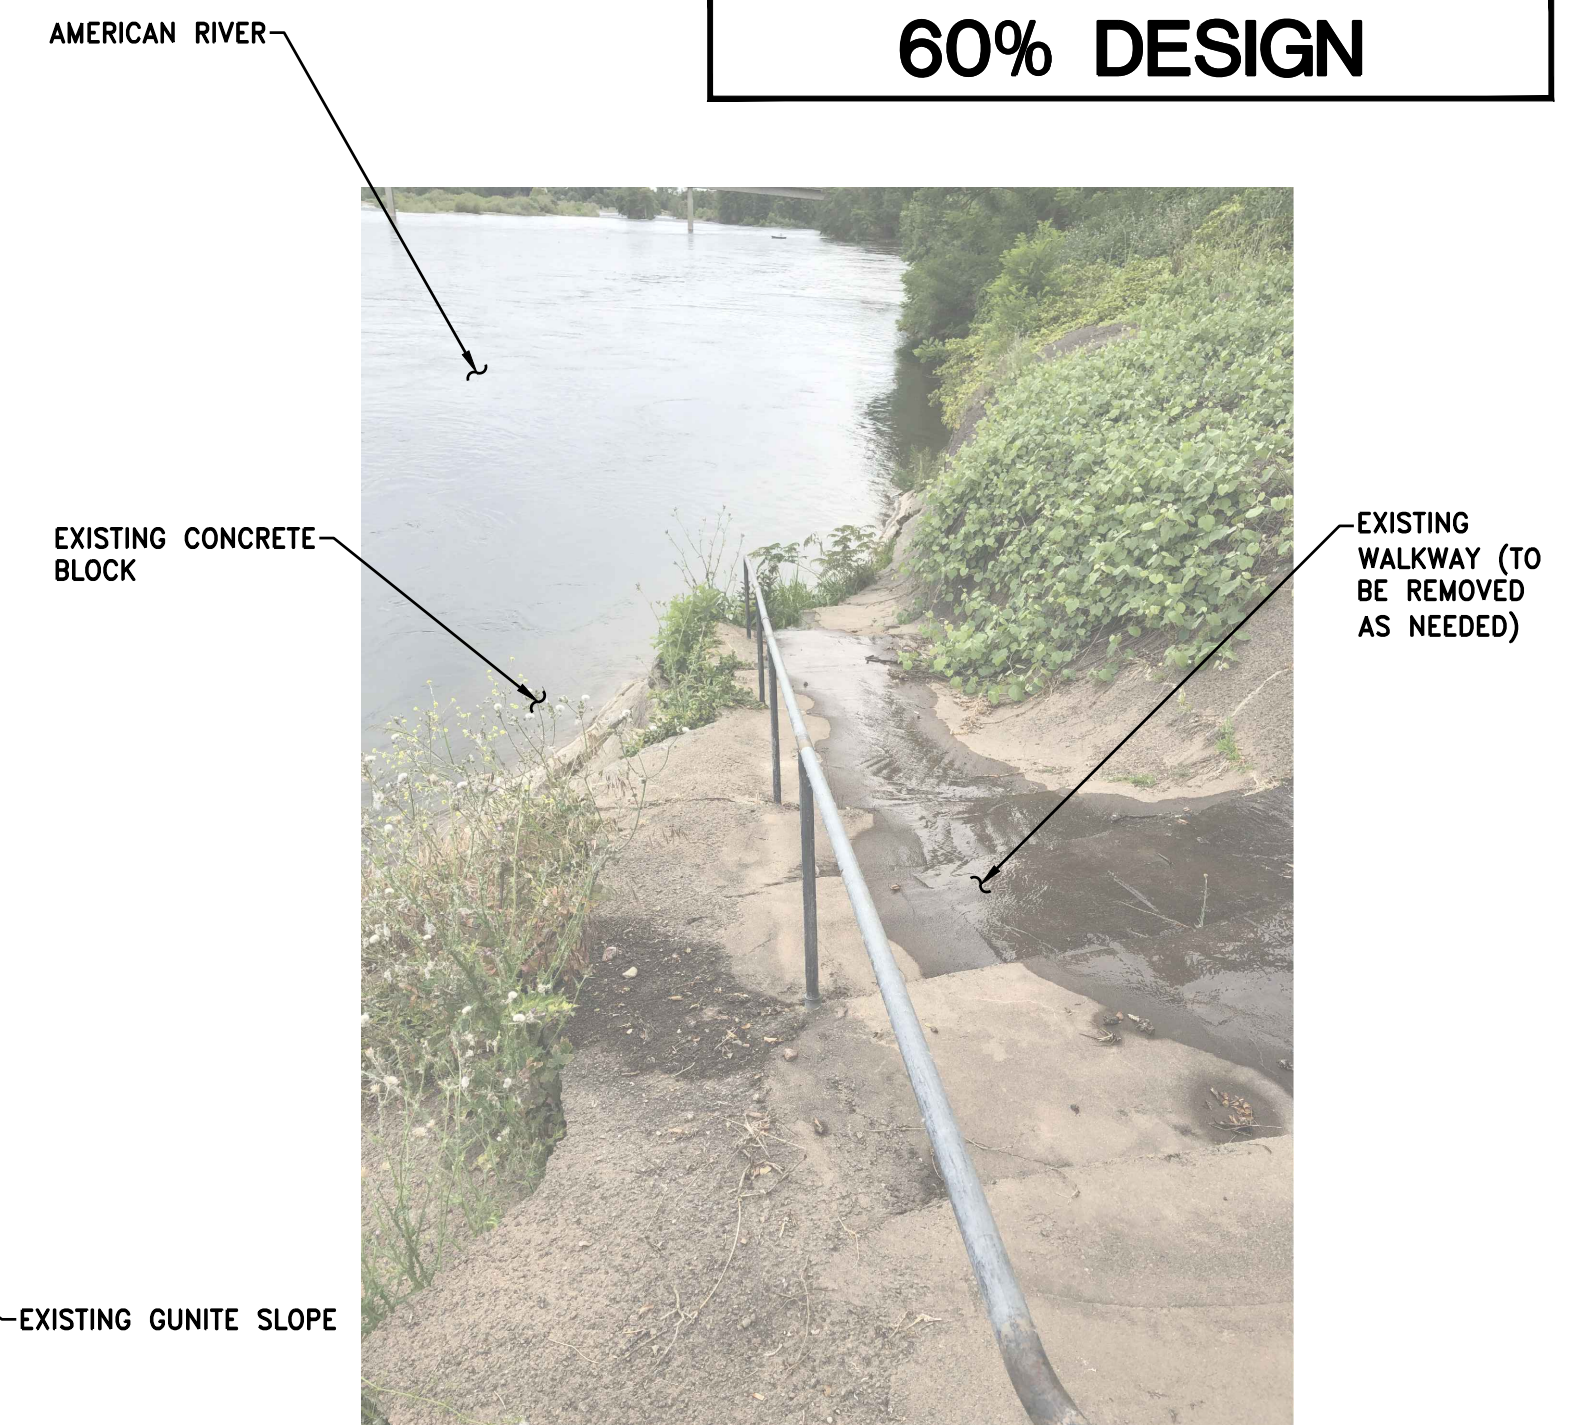 AMERICAN RIVER
60% DESIGN
EXISTING CONCRETE
BLOCK
EXISTING
WALKWAY (TO
BE REMOVED
AS NEEDED)
EXISTING GUNITE SLOPE